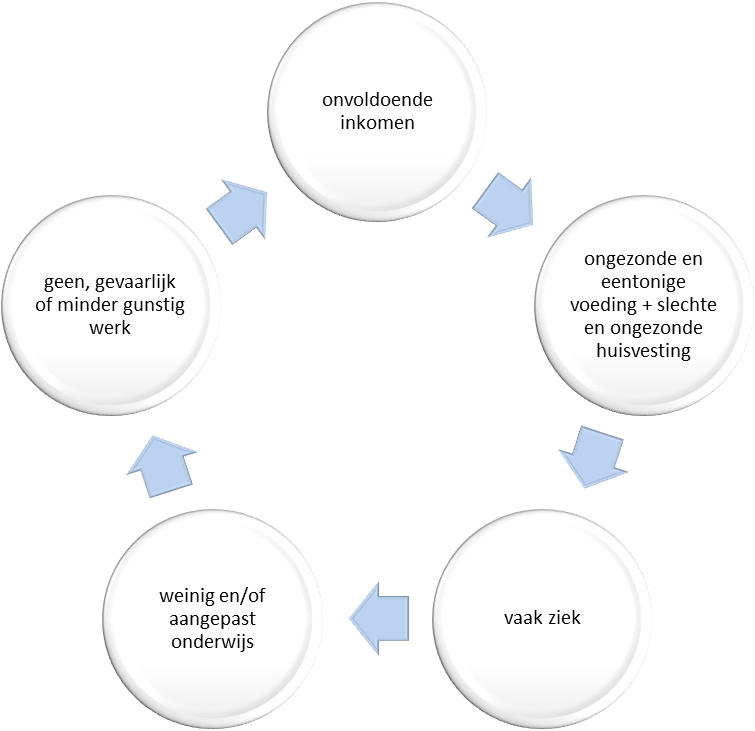 onvoldoende
inkomen
ongezonde en
eentonige
voeding + slechte
en ongezonde
huisvesting
vaak ziek
weinig en/of
aangepast
onderwijs
geen, gevaarlijk
of minder gunstig
werk